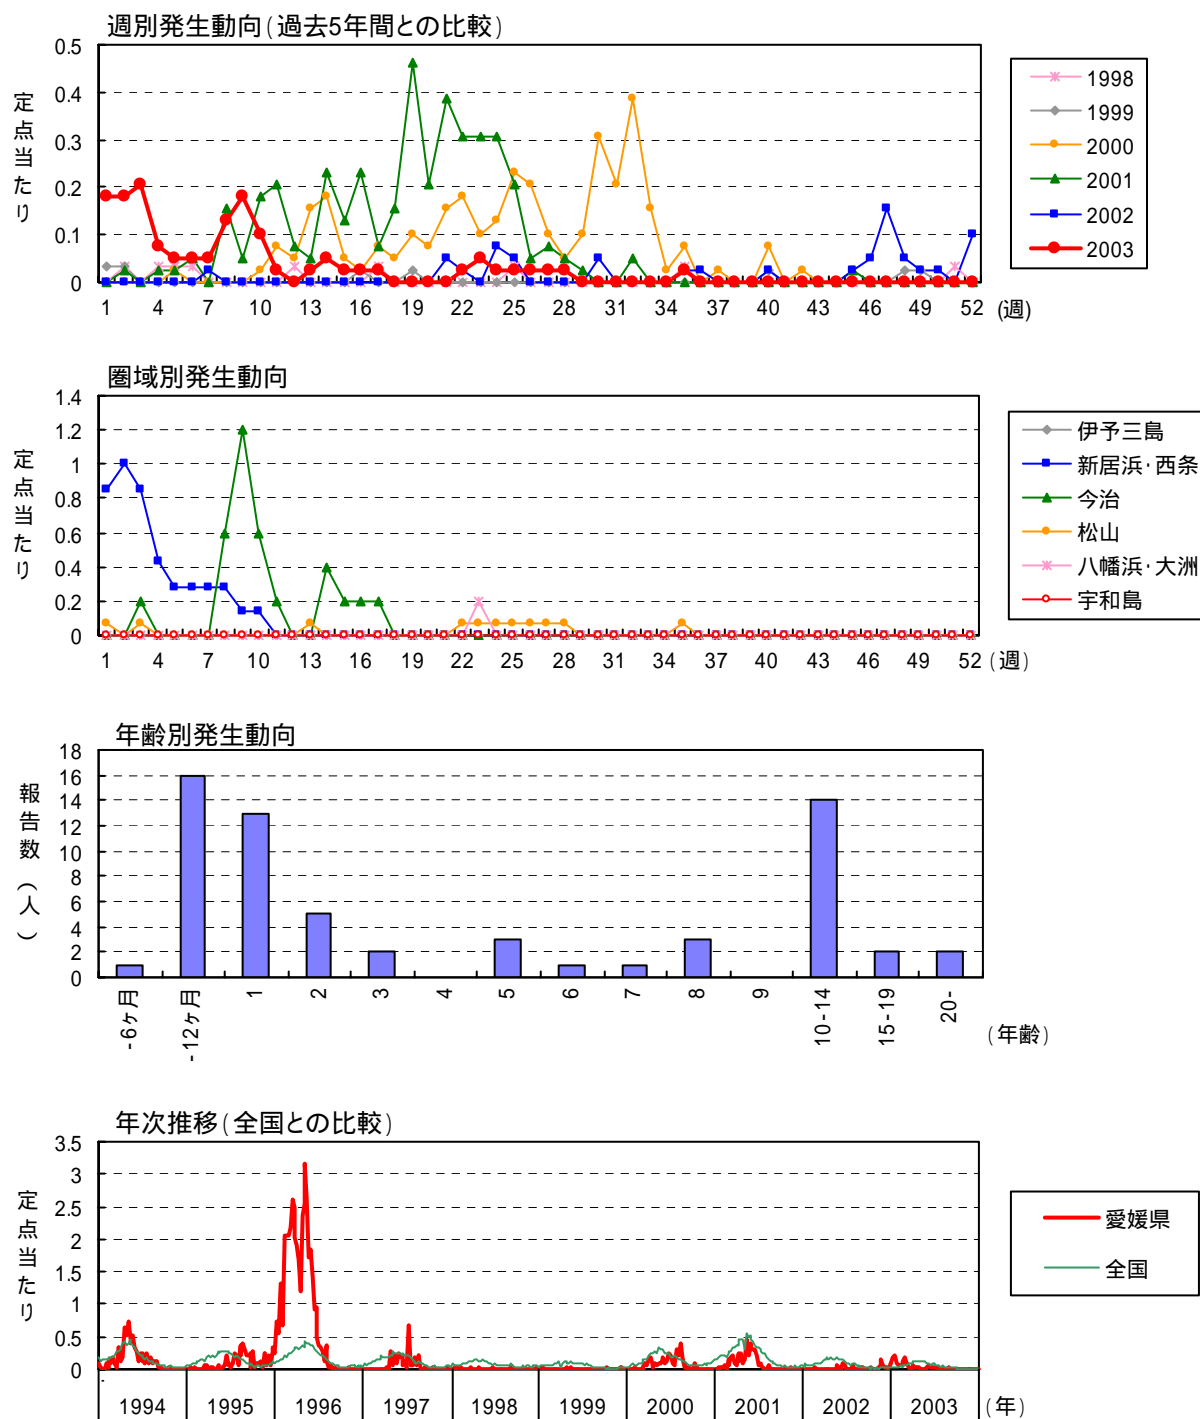 週別発生動向(過去5年間との比較)
定点当たり
0.5
0.4
0.3
0.2
0.1
0
1 4 7 10 13 16 19 22 25 28 31 34 37 40 43 46 49 52 (週)
1998
1999
2000
2001
2002
2003
圏域別発生動向
定点当たり
1.4
1.2
1
0.8
0.6
0.4
0.2
0
1 4 7 10 13 16 19 22 25 28 31 34 37 40 43 46 49 52 (週)
伊予三島
新居浜·西条
今治
松山
八幡浜·大洲
宇和島
年齢別発生動向
報告数(人)
18
16
14
12
10
8
6
4
2
0
-6ヶ月 -12ヶ月 1 2 3 4 5 6 7 8 9 10-14 15-19 20- (年齢)
年次推移(全国との比較)
定点当たり
3.5
3
2.5
2
1.5
1
0.5
0
1994 1995 1996 1997 1998 1999 2000 2001 2002 2003 (年)
愛媛県
全国